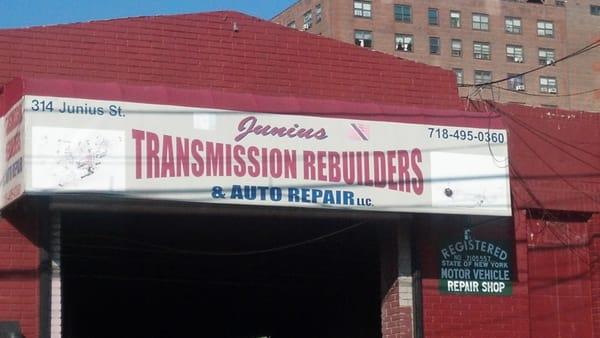 314 Junius St.
Junius
718-495-0360
TRANSMISSION REBUILDERS
& AUTO REPAIR LLC.
REGISTERED
STATE OF NEW YORK
MOTOR VEHICLE
REPAIR SHOP